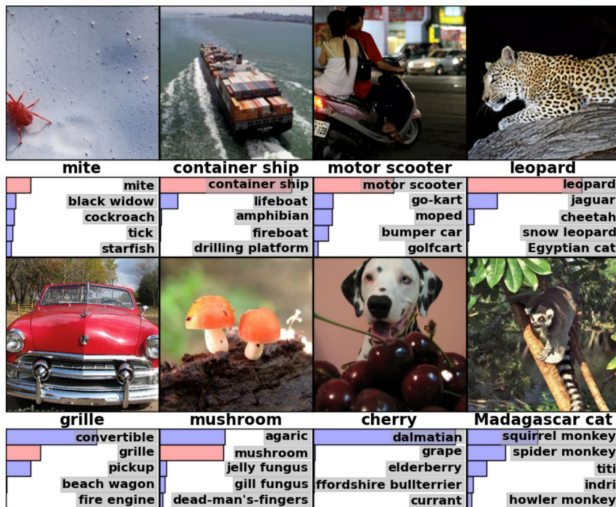 mite
container ship
motor scooter
leopard
mite
black widow
cockroach
tick
starfish
container ship
lifeboat
amphibian
fireboat
drilling platform
motor scooter
go-kart
moped
bumper car
golfcart
leopard
jaguar
cheetah
snow leopard
Egyptian cat
grille
mushroom
cherry
Madagascar cat
convertible
grille
pickup
beach wagon
fire engine
agaric
mushroom
jelly fungus
gill fungus
dead-man's-fingers
dalmatian
grape
elderberry
ffordshire bullterrier
currant
squirrel monkey
spider monkey
titi
indri
howler monkey